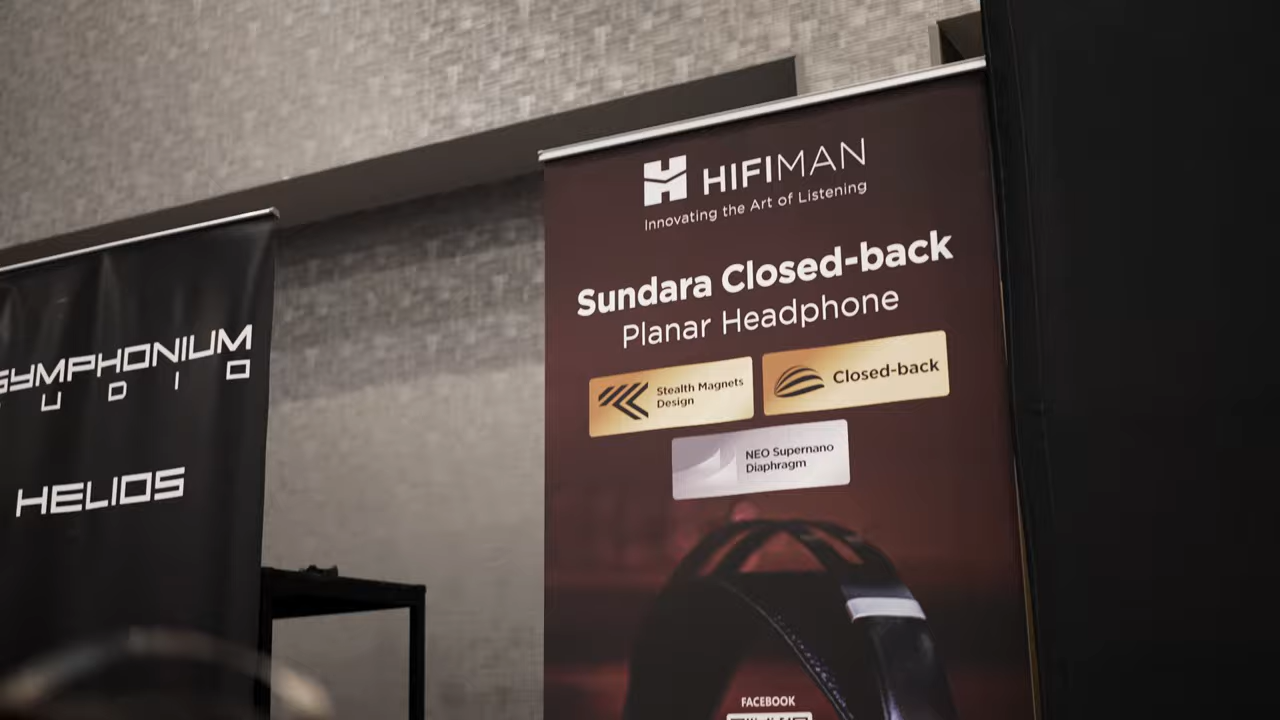 SYMPHONIUM
UDIO
HELIOS
HIFIMAN
Innovating the Art of Listening
Sundara Closed-back
Planar Headphone
Stealth Magnets
Design
Closed-back
NEO Supernano
Diaphragm
FACEBOOK